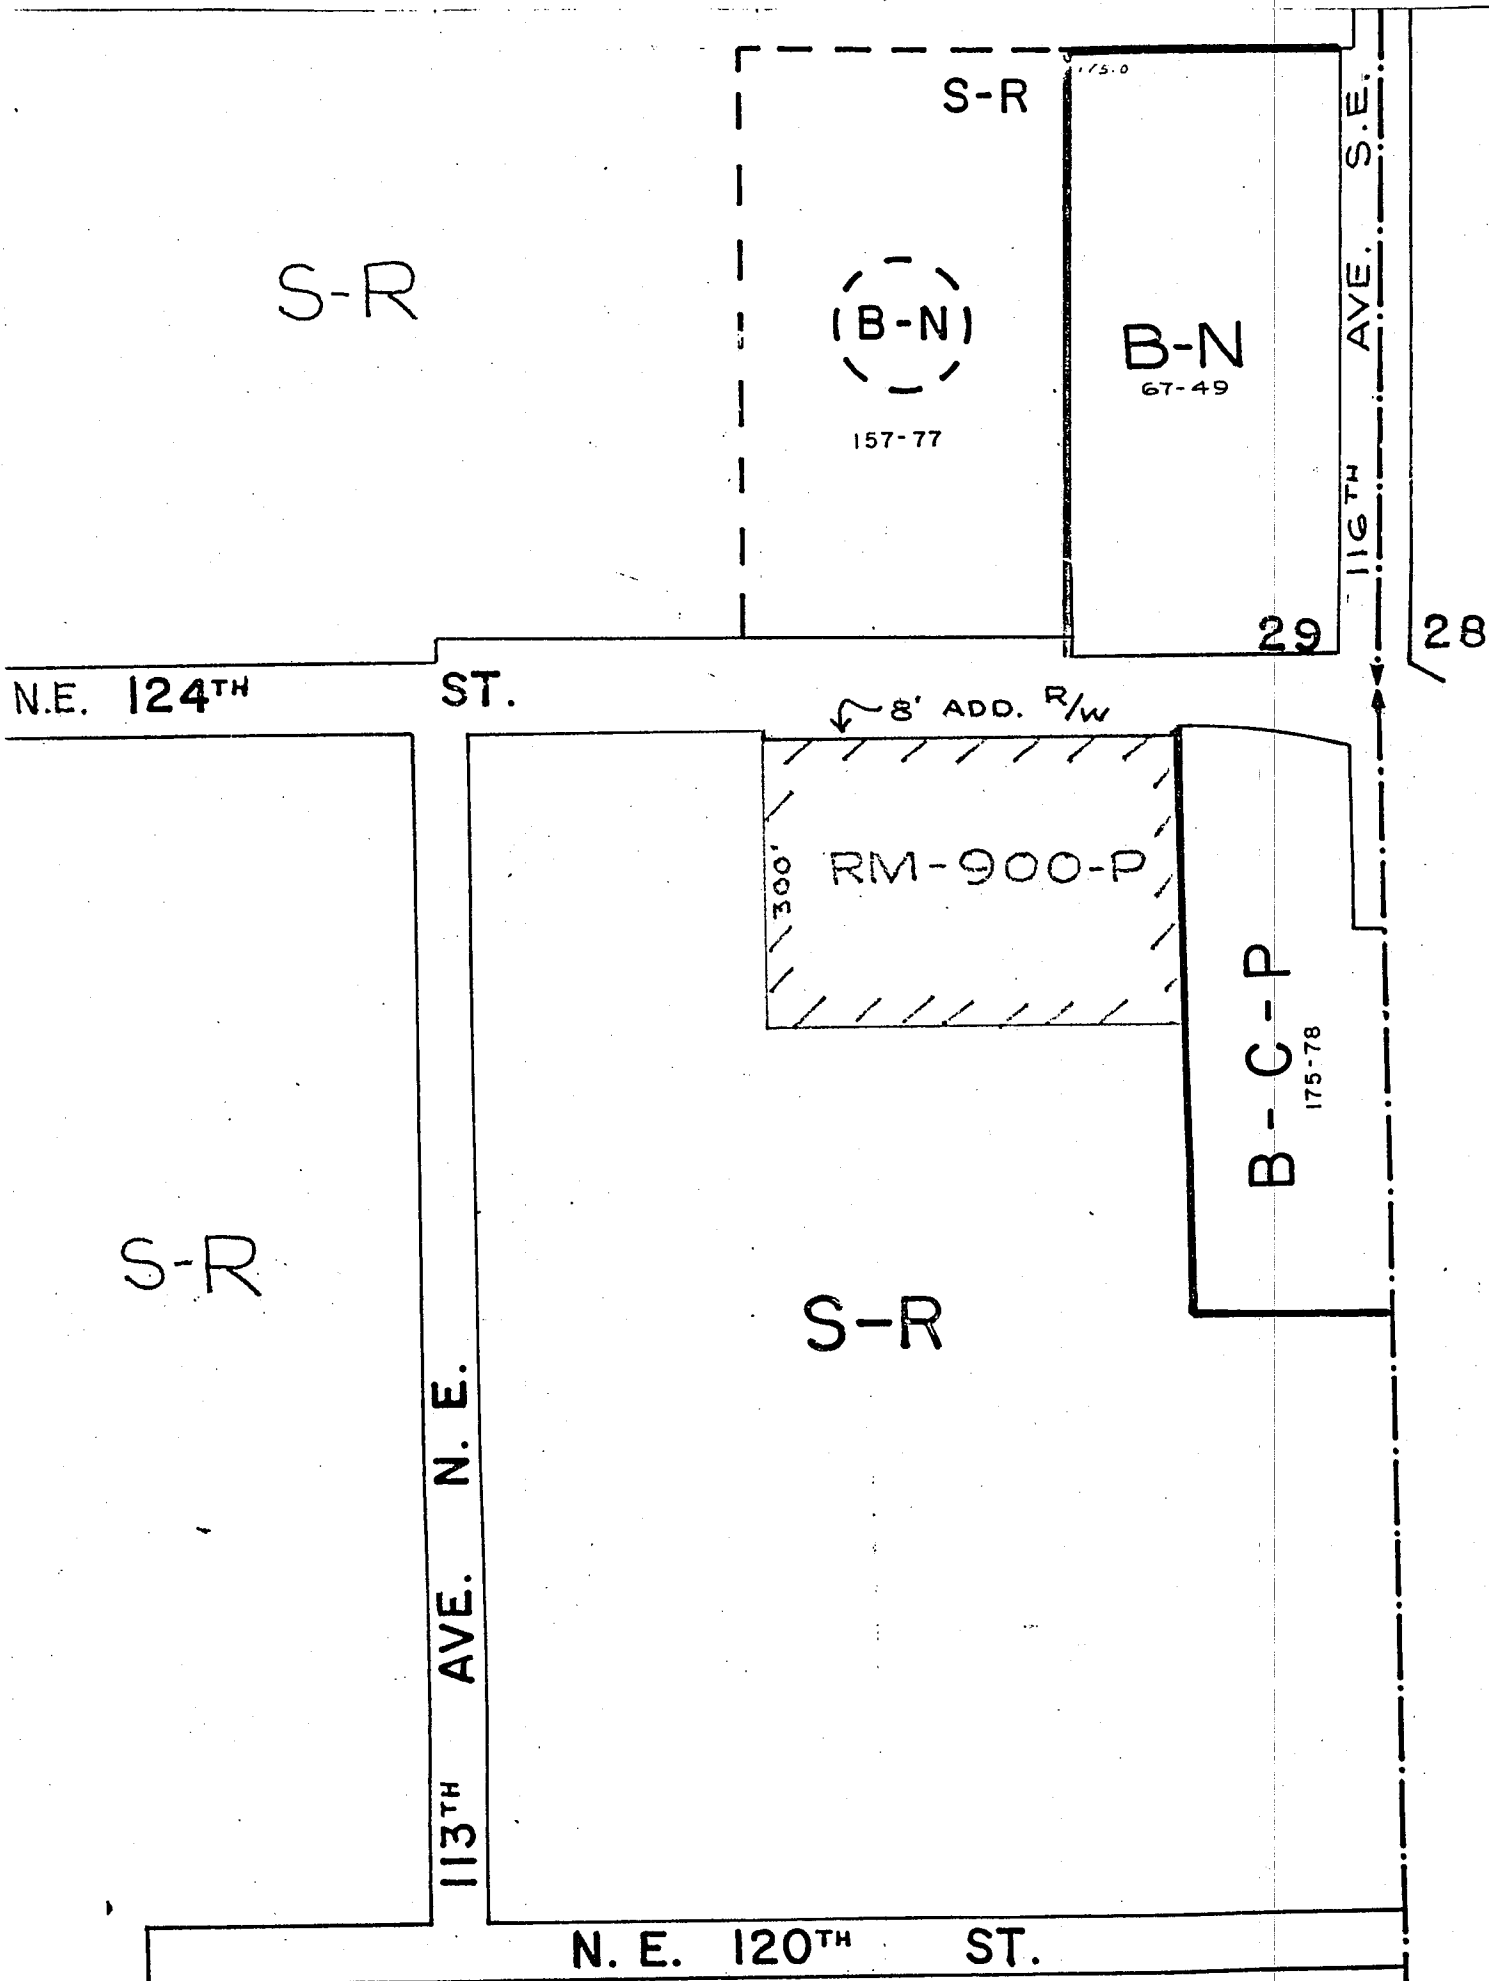 S-R
S-R
(B-N)
157-77
B-N
67-49
116TH AVE. S.E.
29
28
N.E. 124TH ST.
8' ADD. R/W
300'
RM-900-P
B-C-P
175-78
S-R
S-R
113TH AVE. N. E.
N. E. 120TH ST.